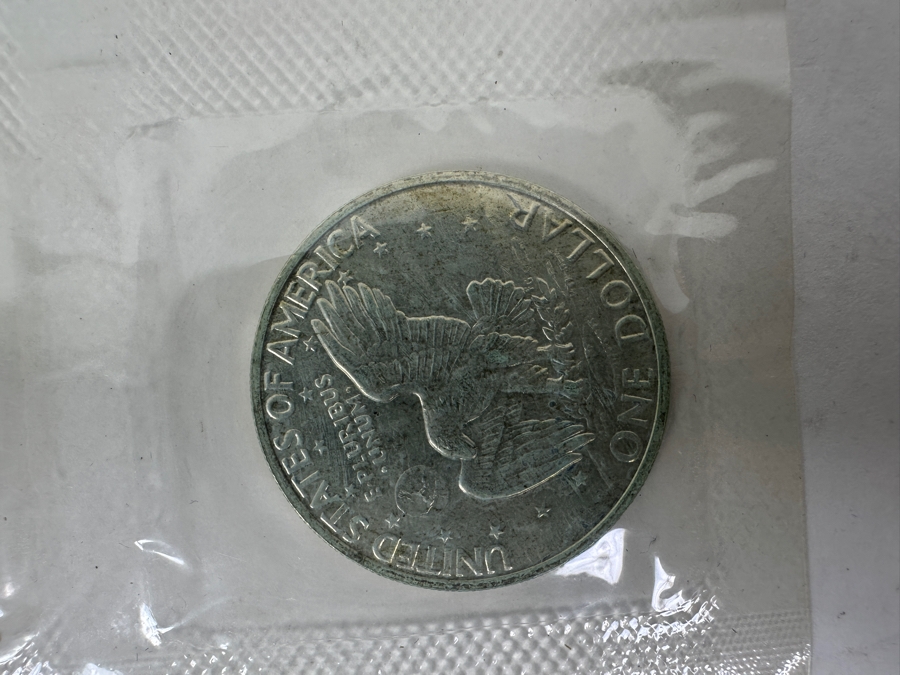 UNITED STATES OF AMERICA
E PLURIBUS
UNUM.
ONE DOLLAR